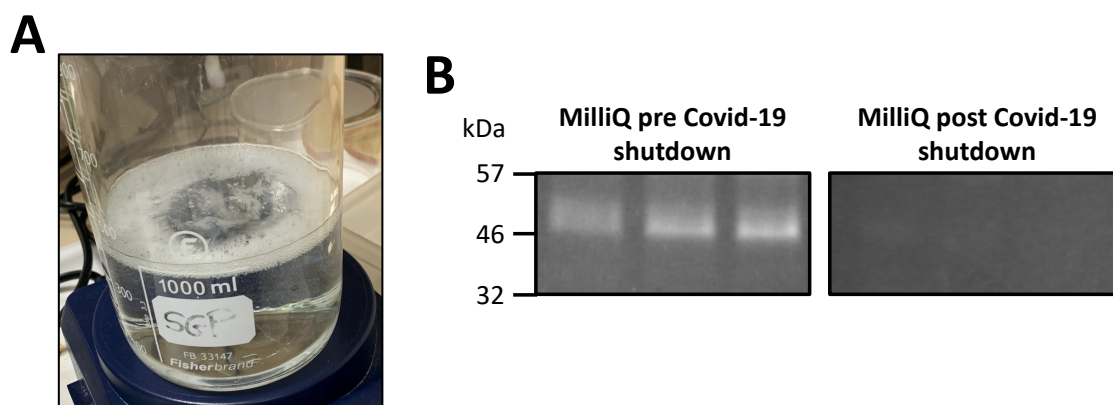 A
1000 ml
SGP
FB 33147
Fisherbrand
B
kDa
MilliQ pre Covid-19
shutdown
MilliQ post Covid-19
shutdown
57
46
32